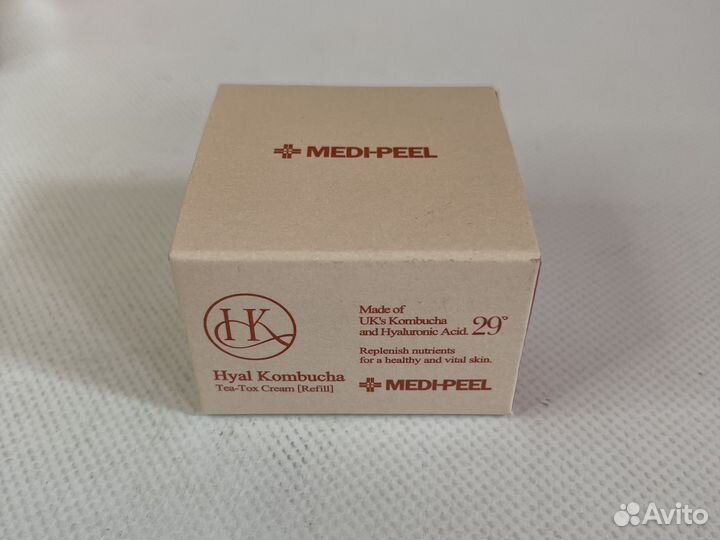 MEDI-PEEL
HK
Made of
UK's Kombucha
and Hyaluronic Acid. 29°
Replenish nutrients
for a healthy and vital skin.
Hyal Kombucha
Tea-Tox Cream [Refill]
MEDI-PEEL
Avito